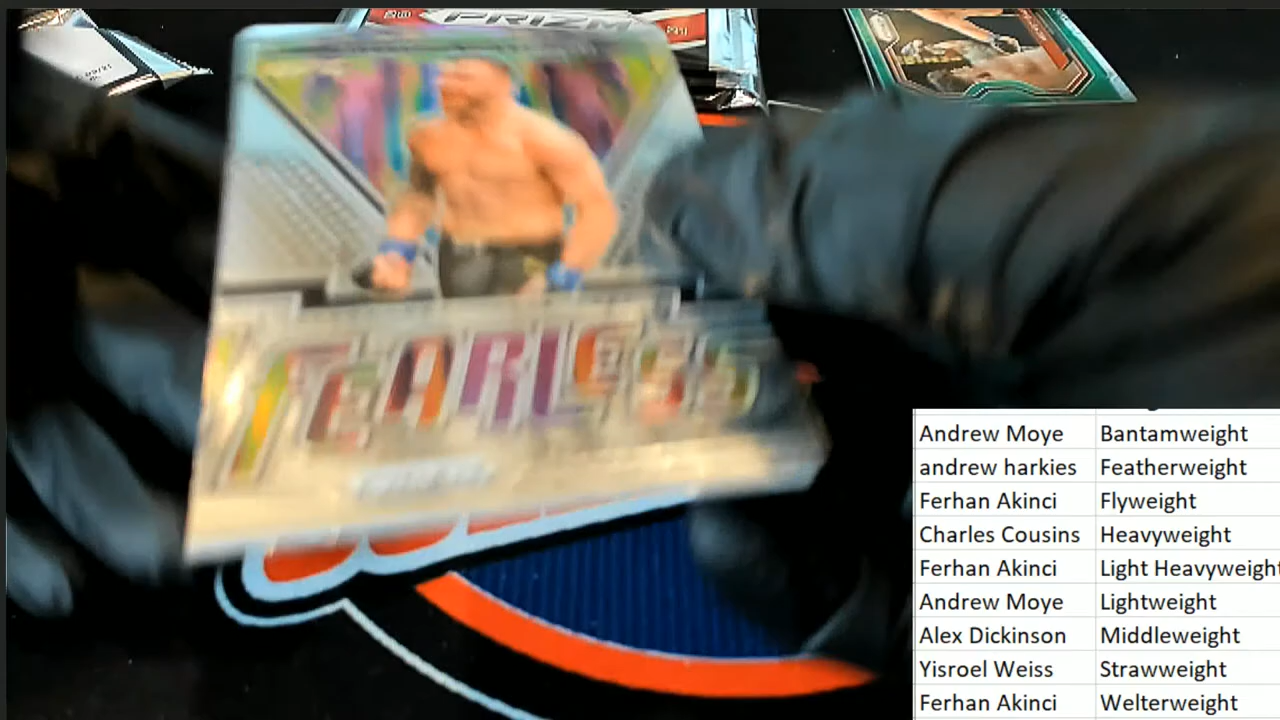 PRIZM
FEARLESS
Andrew Moye Bantamweight
andrew harkies Featherweight
Ferhan Akinci Flyweight
Charles Cousins Heavyweight
Ferhan Akinci Light Heavyweight
Andrew Moye Lightweight
Alex Dickinson Middleweight
Yisroel Weiss Strawweight
Ferhan Akinci Welterweight